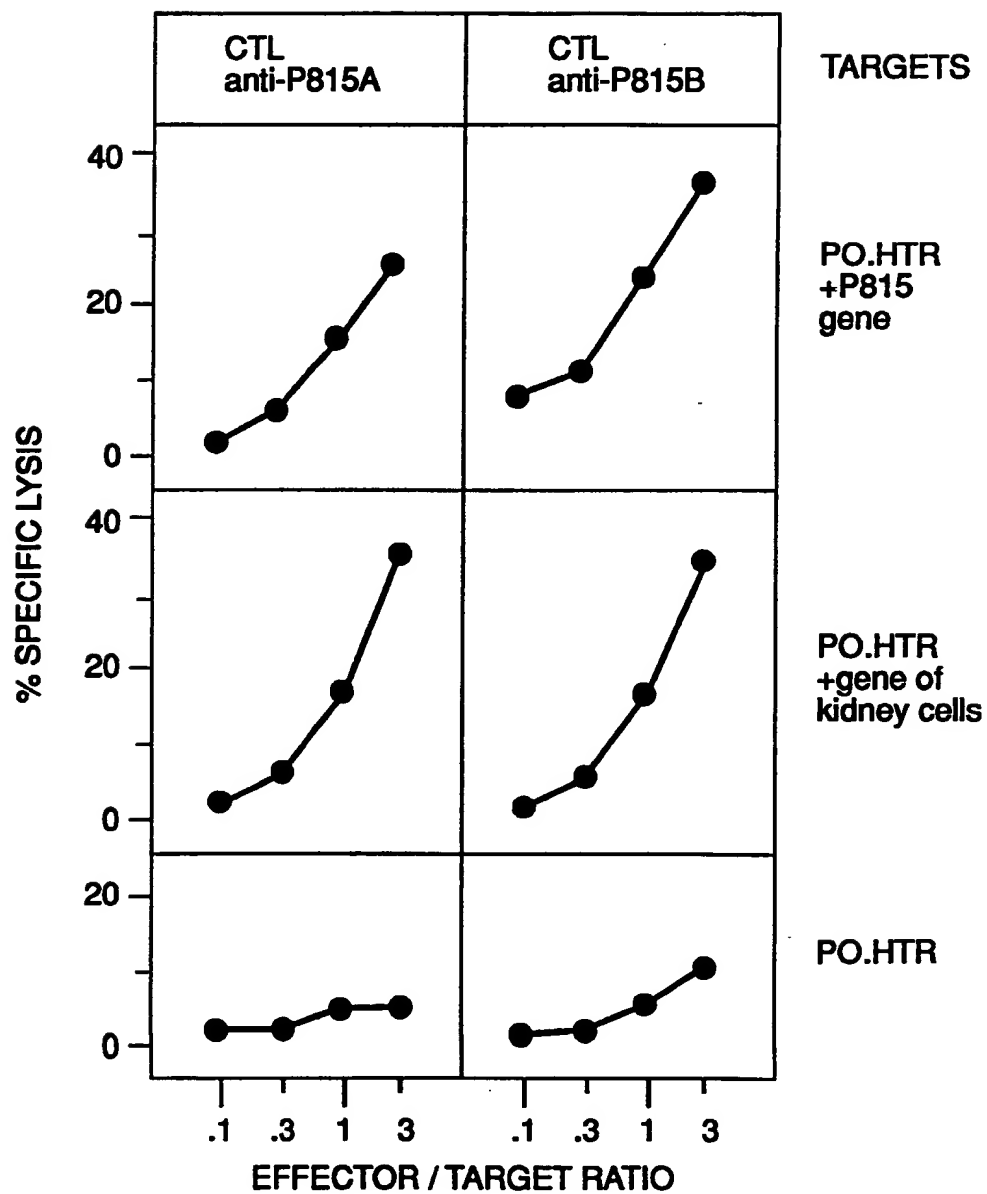 CTL
anti-P815A
CTL
anti-P815B
TARGETS
40
20
0
PO.HTR
+P815
gene
% SPECIFIC LYSIS
40
20
0
PO.HTR
+gene of
kidney cells
20
0
PO.HTR
.1 .3 1 3
.1 .3 1 3
EFFECTOR / TARGET RATIO